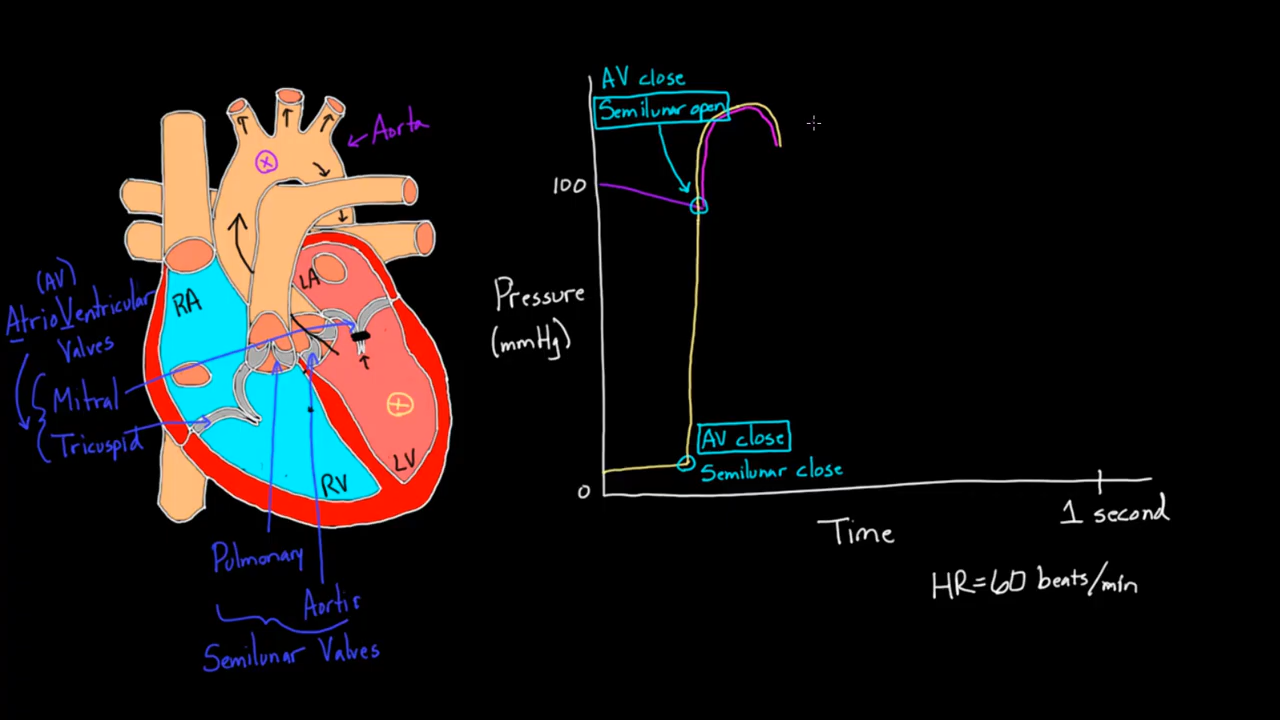 Aorta
(AV)
AtrioVentricular
Valves
Mitral
Tricuspid
RA
LA
RV
LV
Pulmonary
Aortic
Semilunar Valves
AV close
Semilunar open
100
Pressure
(mmHg)
AV close
Semilunar close
0
1 second
Time
HR=60 beats/min